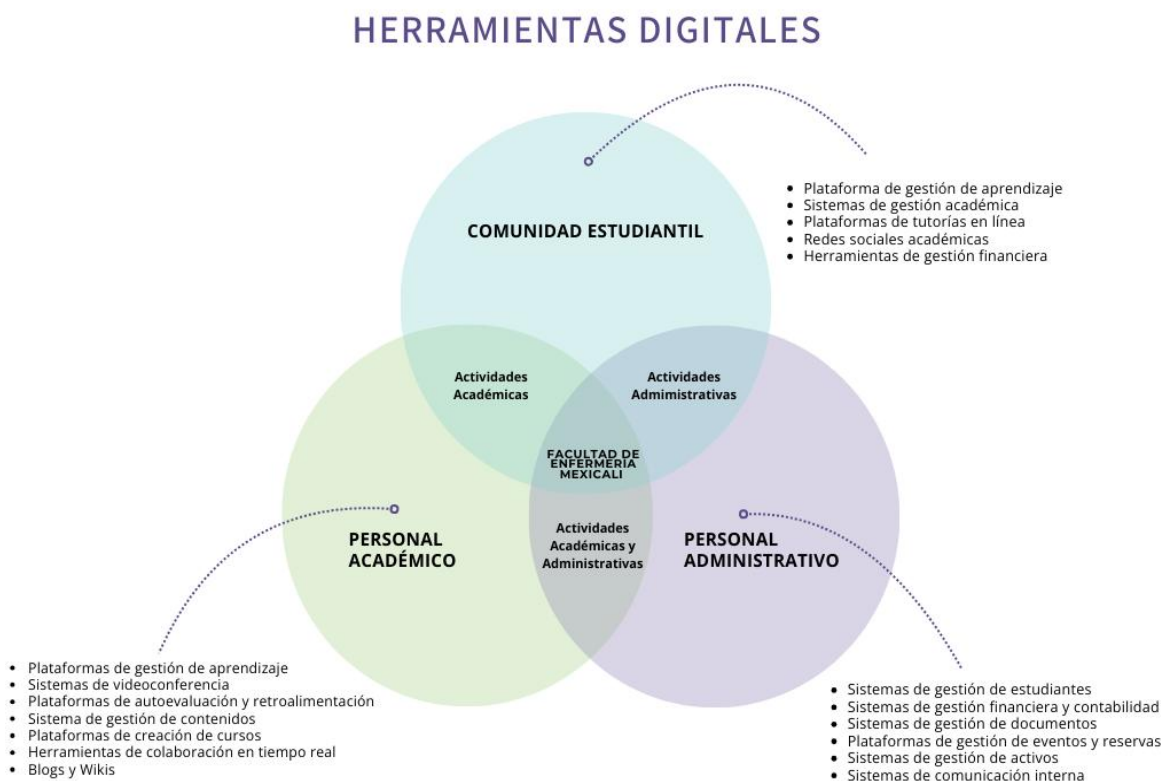 HERRAMIENTAS DIGITALES
COMUNIDAD ESTUDIANTIL
• Plataforma de gestión de aprendizaje
• Sistemas de gestión académica
• Plataformas de tutorías en línea
• Redes sociales académicas
• Herramientas de gestión financiera
Actividades
Académicas
Actividades
Admimistrativas
FACULTAD DE
ENFERMERÍA
MEXICALI
Actividades
Académicas y
Administrativas
PERSONAL
ACADÉMICO
PERSONAL
ADMINISTRATIVO
• Plataformas de gestión de aprendizaje
• Sistemas de videoconferencia
• Plataformas de autoevaluación y retroalimentación
• Sistema de gestión de contenidos
• Plataformas de creación de cursos
• Herramientas de colaboración en tiempo real
• Blogs y Wikis
• Sistemas de gestión de estudiantes
• Sistemas de gestión financiera y contabilidad
• Sistemas de gestión de documentos
• Plataformas de gestión de eventos y reservas
• Sistemas de gestión de activos
• Sistemas de comunicación interna